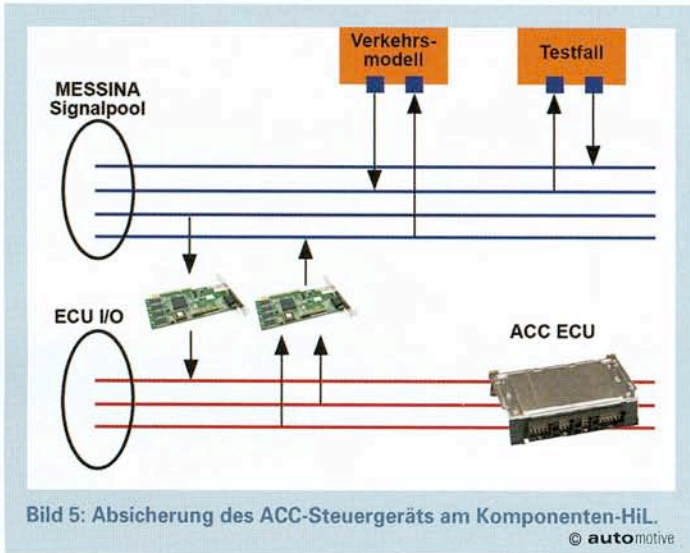 Verkehrs-
modell
Testfall
MESSINA
Signalpool
ECU I/O
ACC ECU
Bild 5: Absicherung des ACC-Steuergeräts am Komponenten-HiL.
© automotive